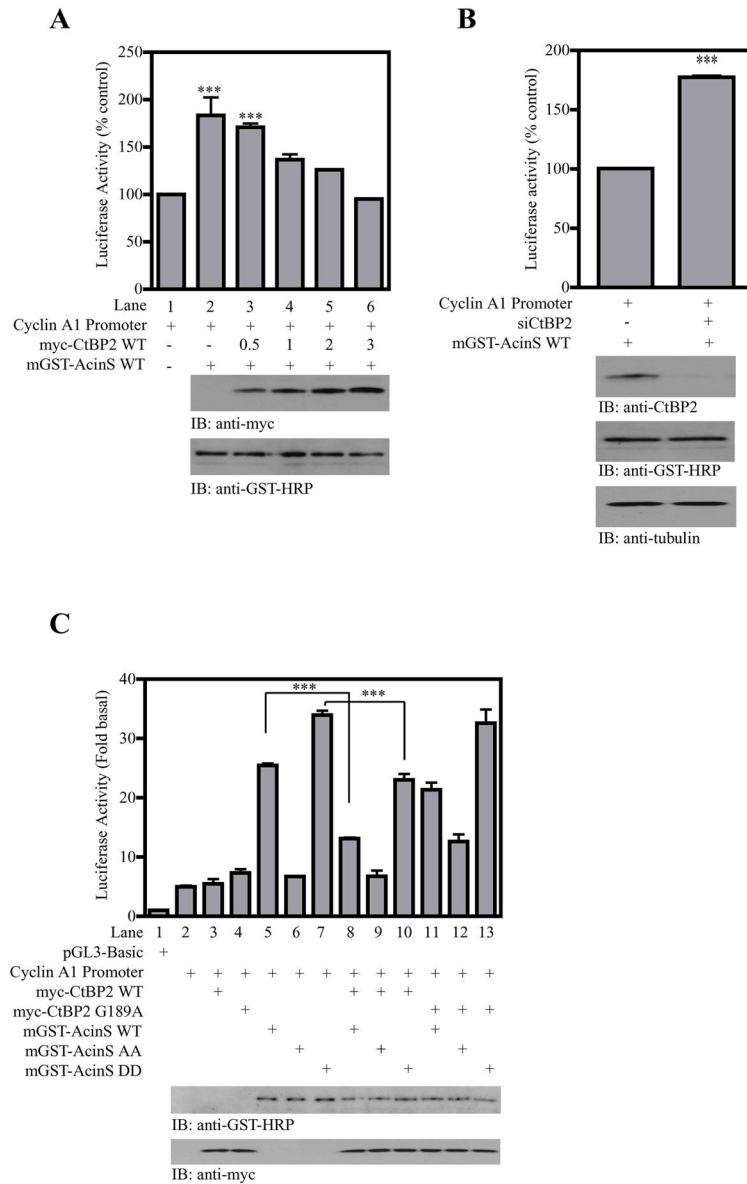 A
Luciferase Activity (% control)
250
200
150
100
50
0
*** ***
Lane 1 2 3 4 5 6
Cyclin A1 Promoter + + + + + +
myc-CtBP2 WT - - 0.5 1 2 3
mGST-AcinS WT - + + + + +
IB: anti-myc
IB: anti-GST-HRP
B
Luciferase activity (% control)
200
150
100
50
0
***
Cyclin A1 Promoter + +
siCtBP2 - +
mGST-AcinS WT + +
IB: anti-CtBP2
IB: anti-GST-HRP
IB: anti-tubulin
C
Luciferase Activity (Fold basal)
40
30
20
10
0
*** ***
Lane 1 2 3 4 5 6 7 8 9 10 11 12 13
pGL3-Basic +
Cyclin A1 Promoter + + + + + + + + + + + +
myc-CtBP2 WT + + + +
myc-CtBP2 G189A + + + +
mGST-AcinS WT + + +
mGST-AcinS AA + + +
mGST-AcinS DD + + +
IB: anti-GST-HRP
IB: anti-myc